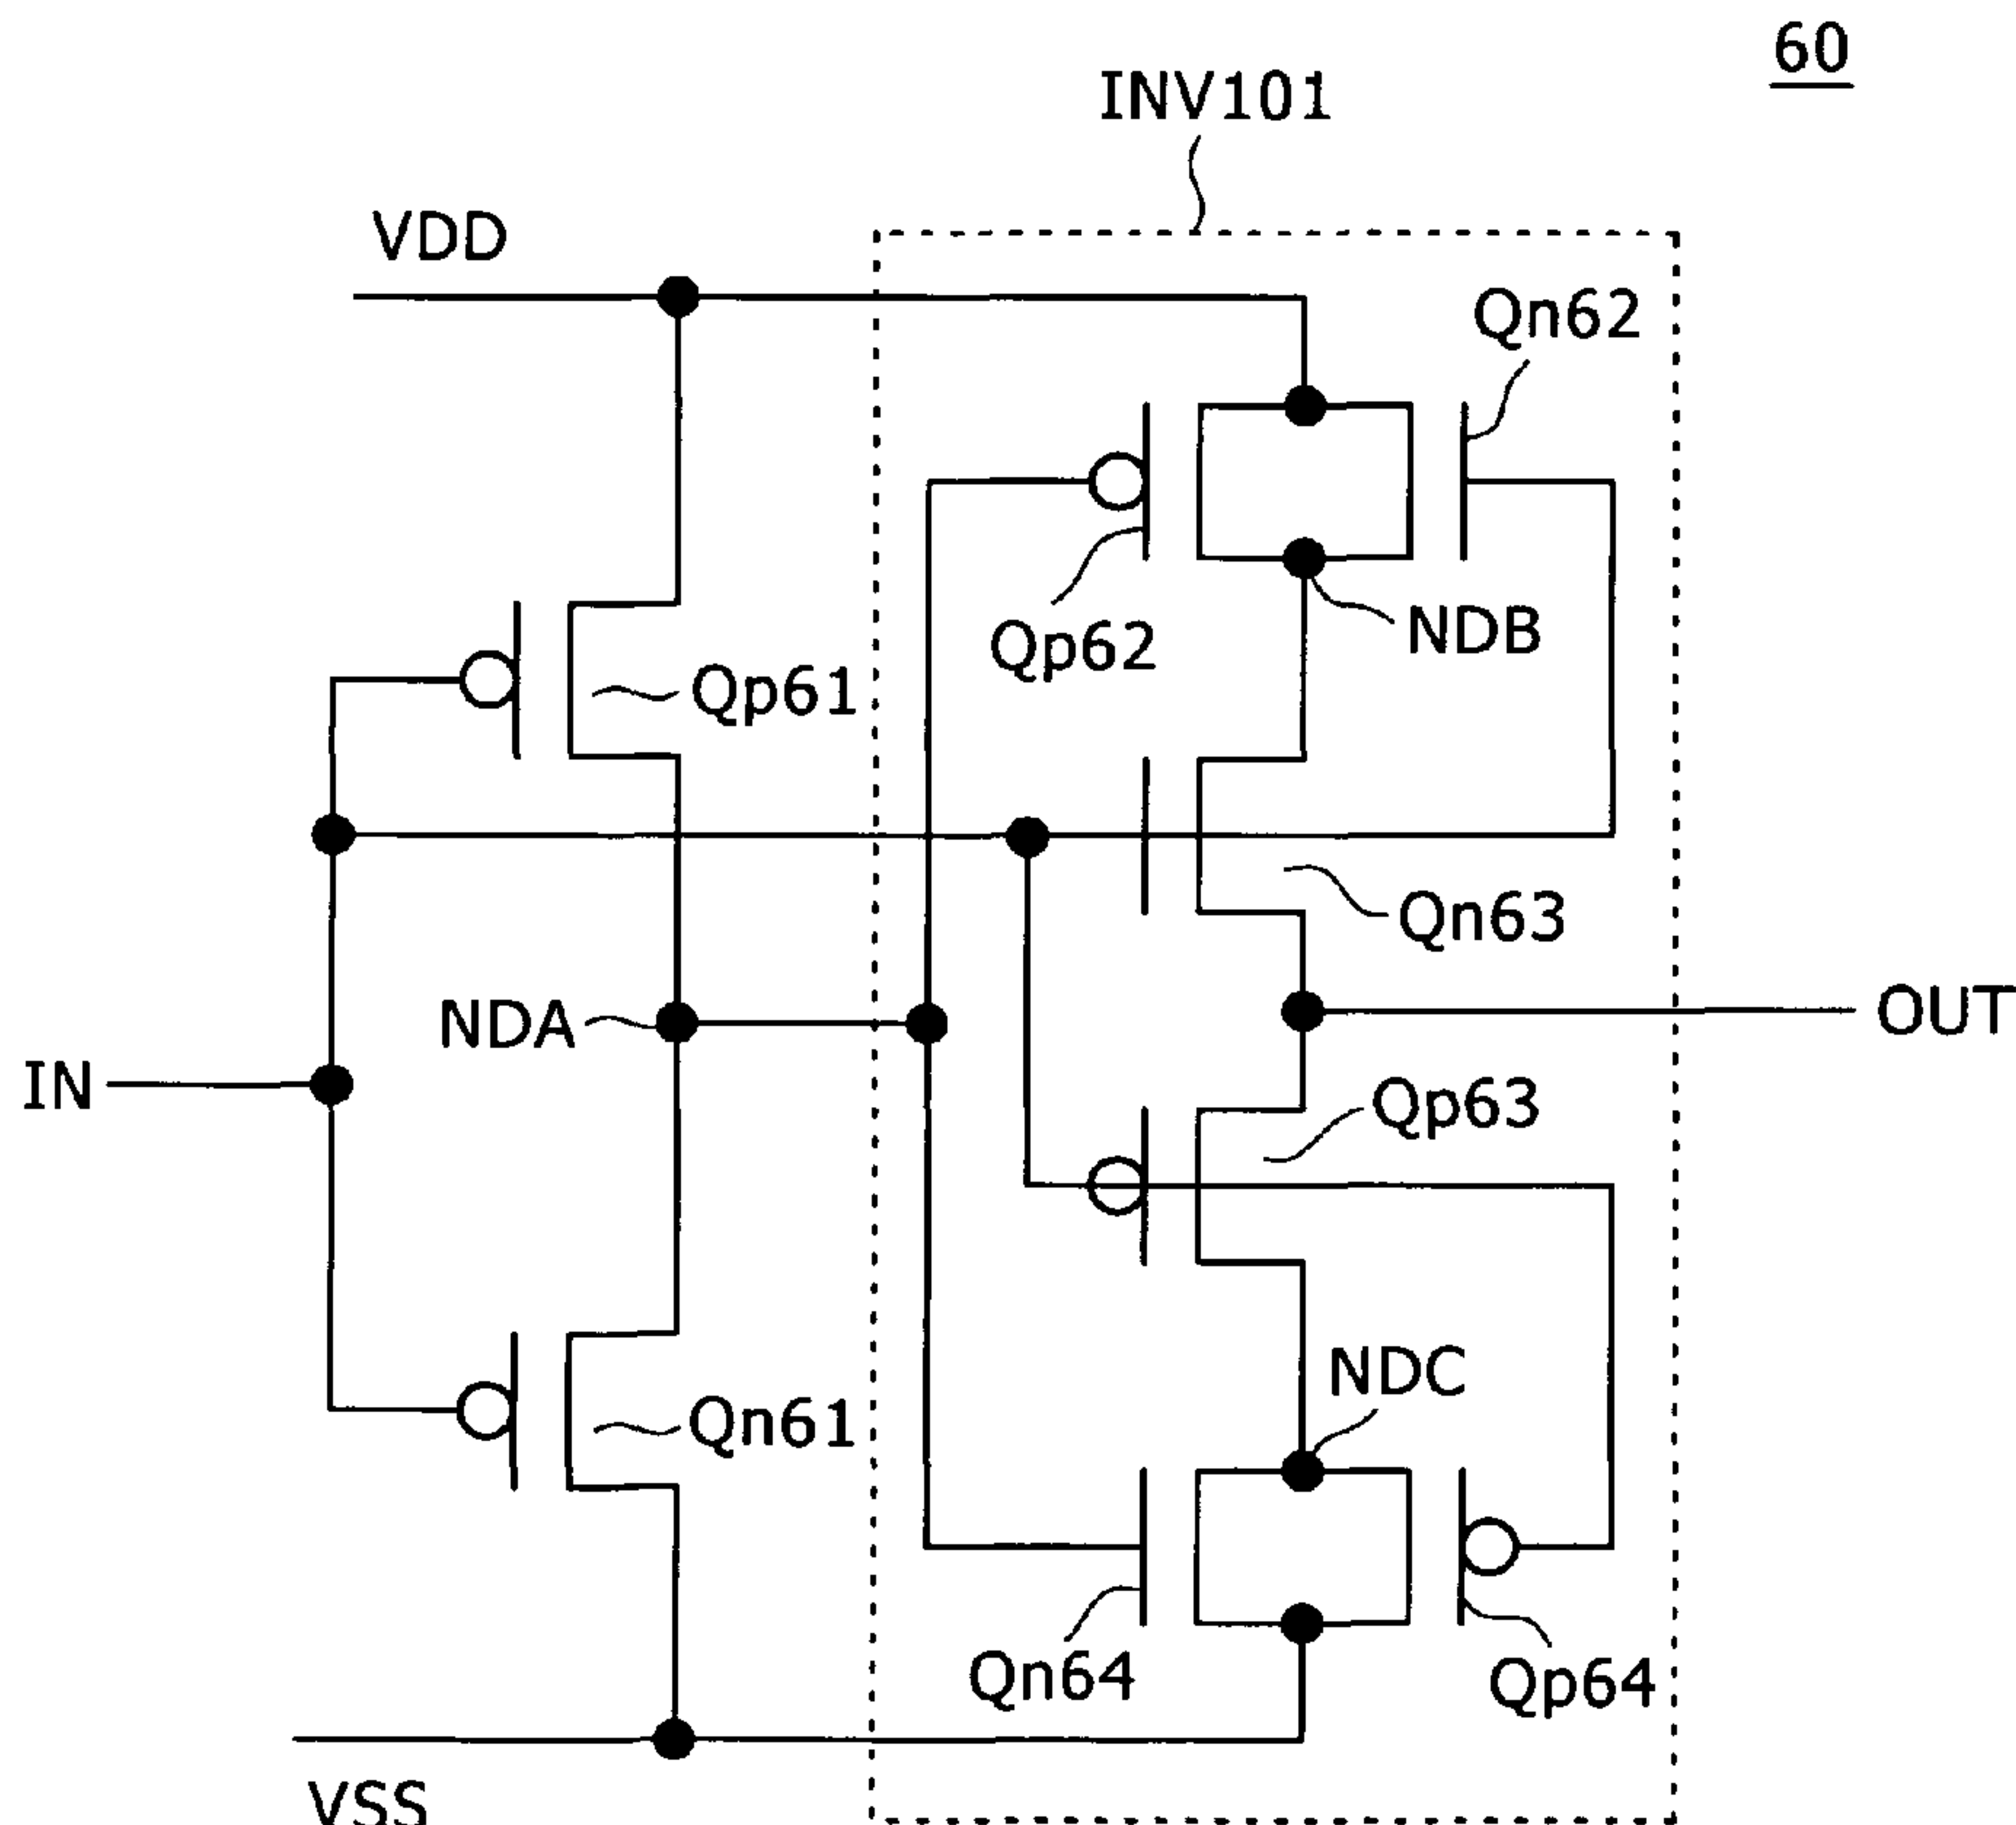 60
INV101
VDD
Qn62
Qp62
NDB
Qp61
Qn63
NDA
OUT
IN
Qp63
NDC
Qn61
Qn64
Qp64
VSS